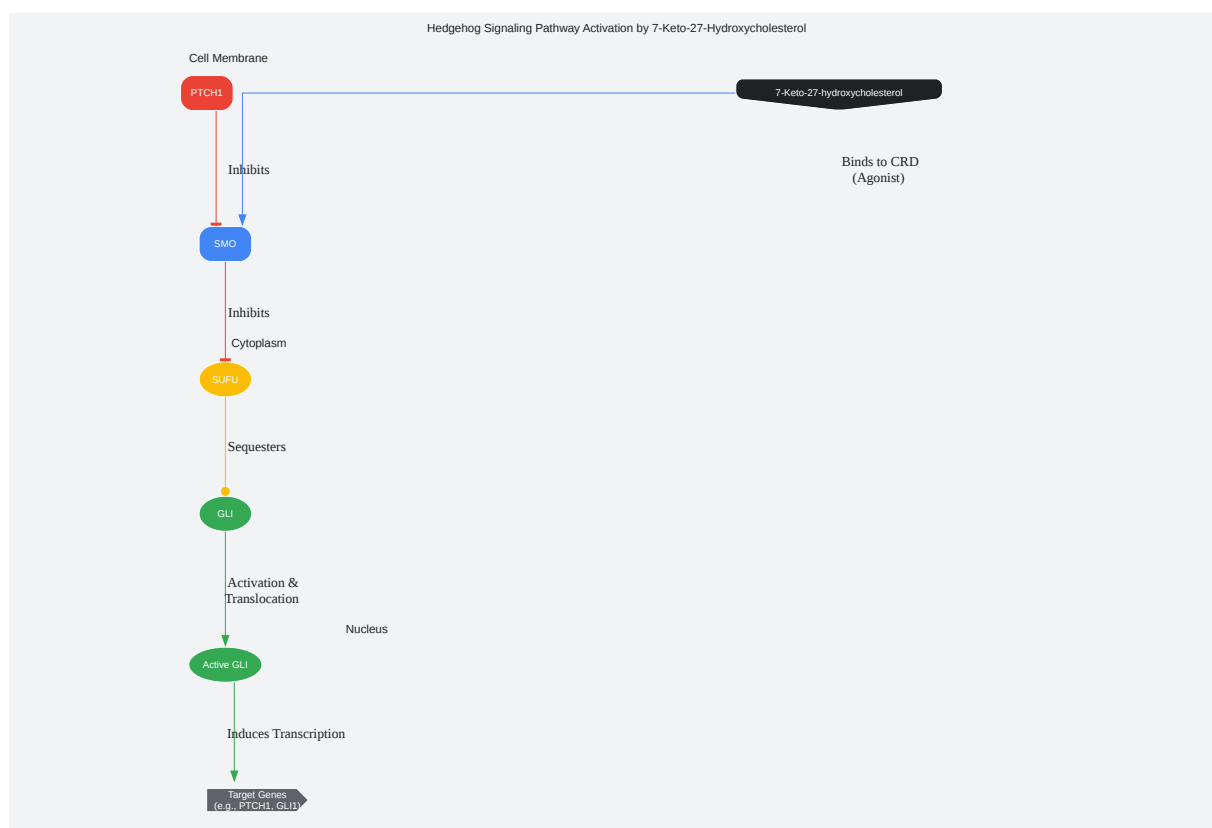 Hedgehog Signaling Pathway Activation by 7-Keto-27-Hydroxycholesterol
Cell Membrane
PTCH1
7-Keto-27-hydroxycholesterol
Inhibits
Binds to CRD
(Agonist)
SMO
Inhibits
Cytoplasm
SUFU
Sequesters
GLI
Activation &
Translocation
Nucleus
Active GLI
Induces Transcription
Target Genes
(e.g., PTCH1, GLI1)